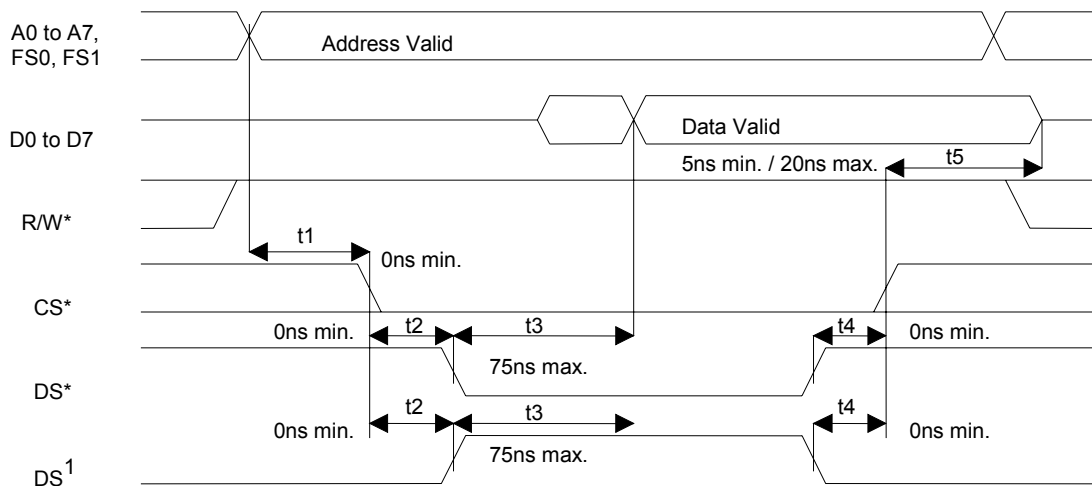 A0 to A7,
FS0, FS1
Address Valid
D0 to D7
Data Valid
5ns min. / 20ns max.
t5
R/W*
t1
0ns min.
CS*
0ns min.
t2
t3
t4
0ns min.
75ns max.
DS*
0ns min.
t2
t3
t4
0ns min.
75ns max.
DS1